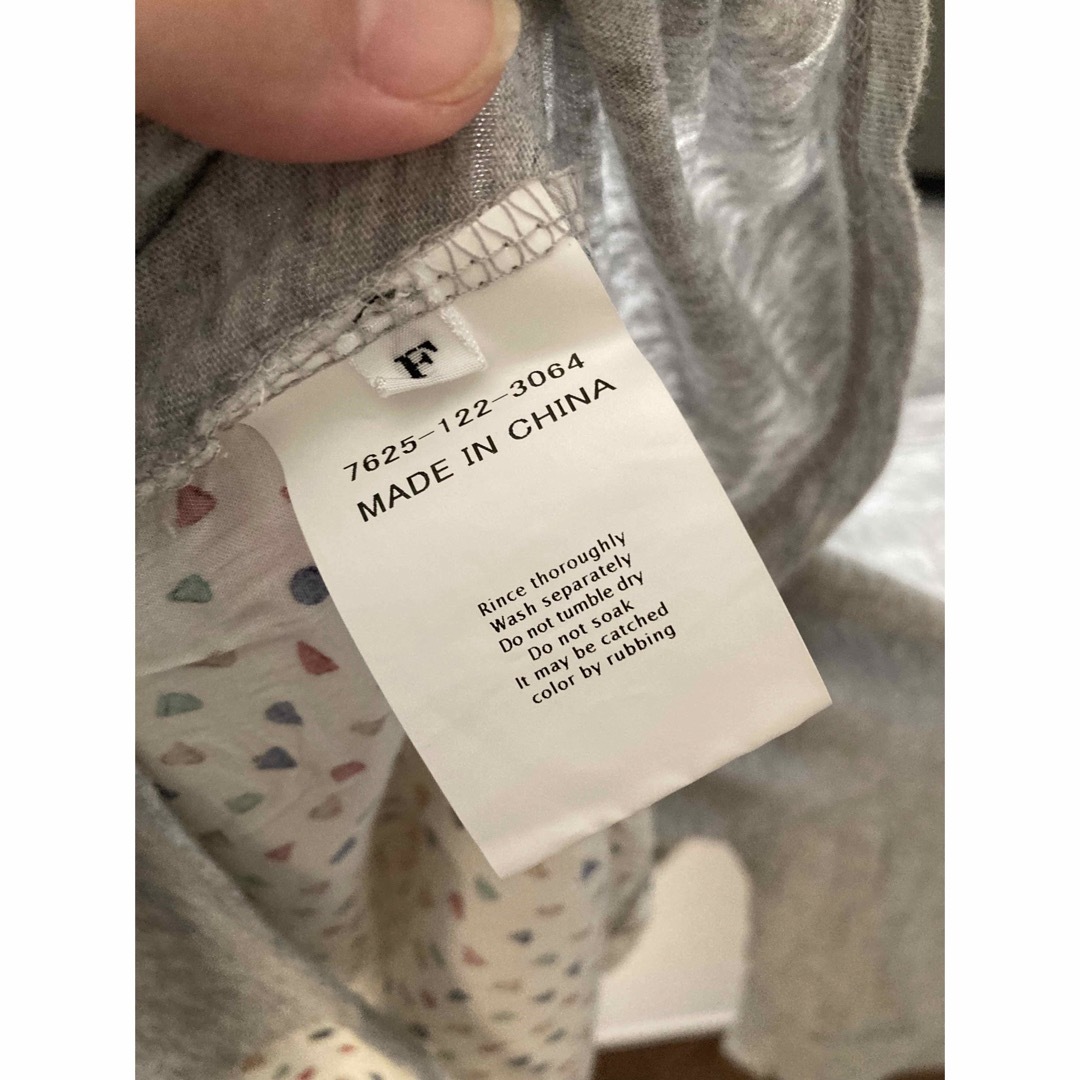 F
7625-122-3064
MADE IN CHINA
Rince thoroughly
Wash separately
Do not tumble dry
Do not soak
It may be catched
color by rubbing